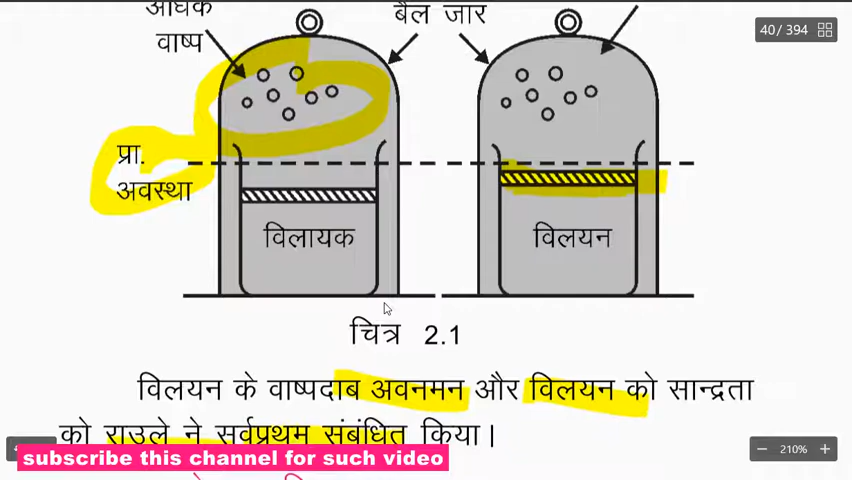 अधिक
वाष्प
बैल जार
40 / 394
प्रा.
अवस्था
विलायक
विलयन
चित्र 2.1
विलयन के वाष्पदाब अवनमन और विलयन को सान्द्रता
को राउले ने सर्वप्रथम संबंधित किया।
subscribe this channel for such video
210%